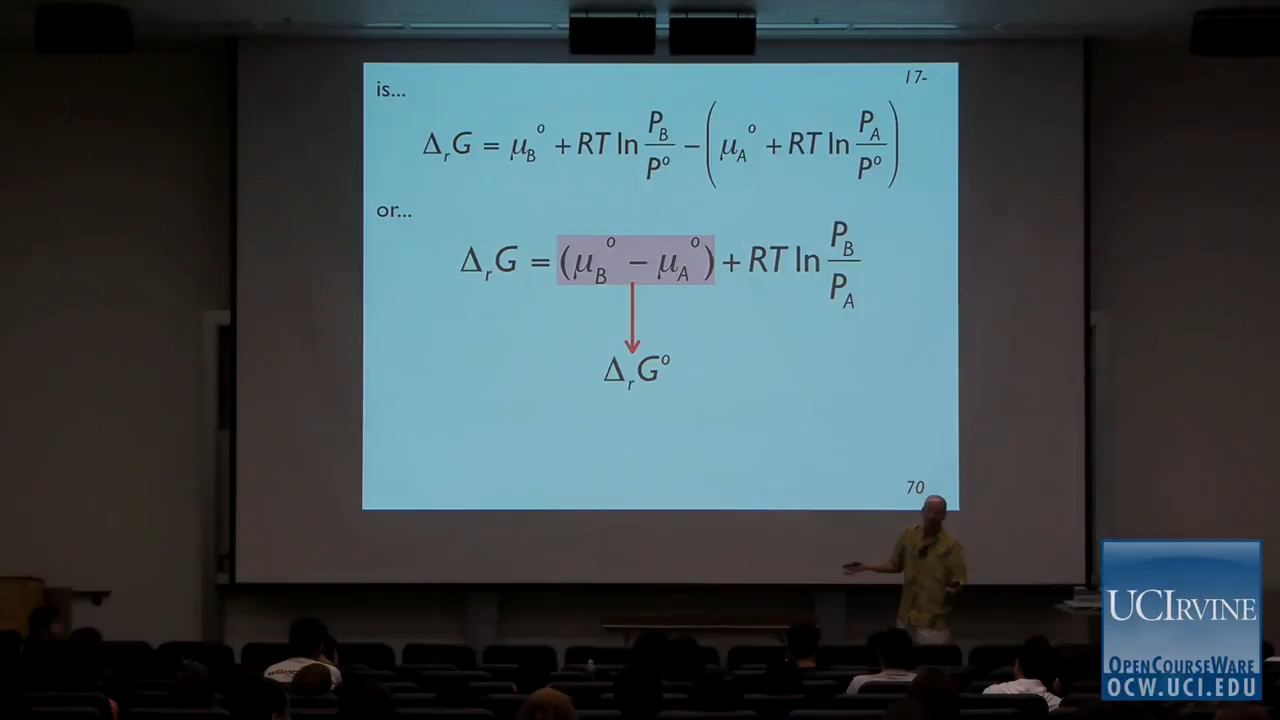 is...
17-
Δ_rG = μ_B° + RT ln P_B/P° − (μ_A° + RT ln P_A/P°)
or...
Δ_rG = (μ_B° − μ_A°) + RT ln P_B/P_A
Δ_rG°
70
UCIRVINE
OPENCOURSEWARE
OCW.UCI.EDU